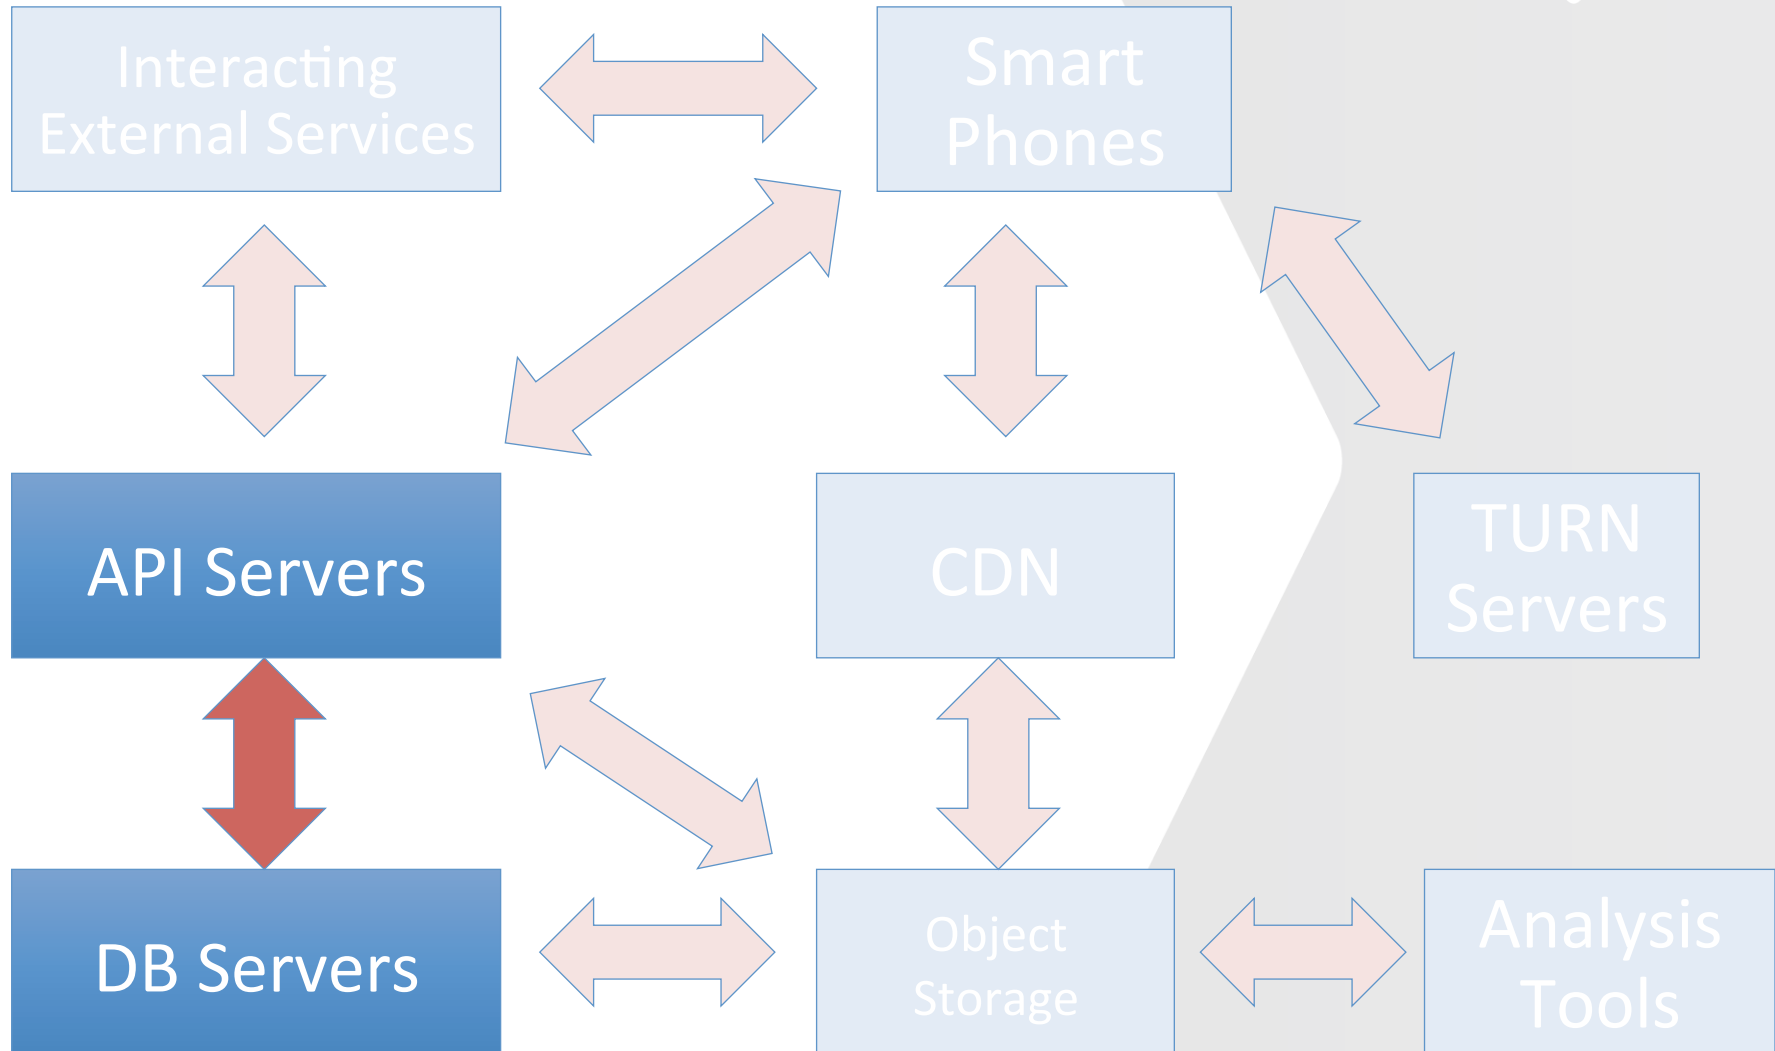 Interacting
External Services
Smart
Phones
API Servers
CDN
TURN
Servers
DB Servers
Object
Storage
Analysis
Tools